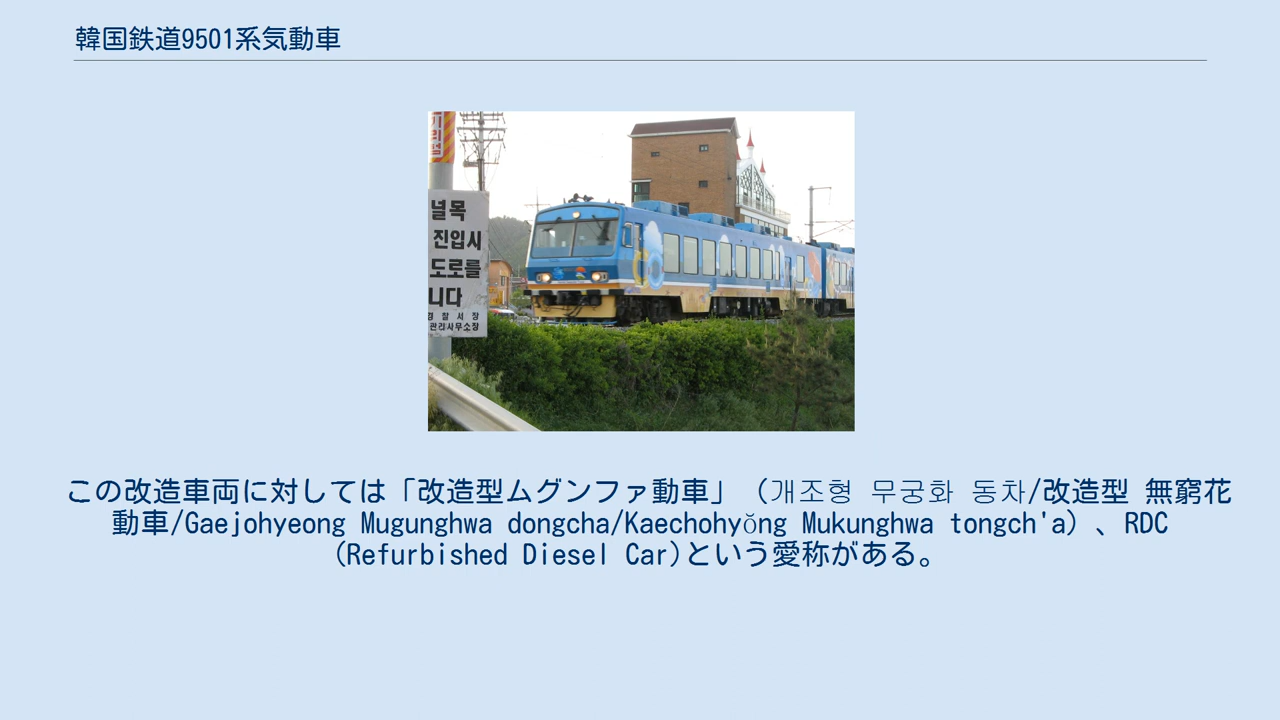 韓国鉄道9501系気動車
기리럴
널목
진입시
도로를
니다
경찰서장
관리사무소장
この改造車両に対しては「改造型ムグンファ動車」（개조형 무궁화 동차/改造型 無窮花
動車/Gaejohyeong Mugunghwa dongcha/Kaechohyŏng Mukunghwa tongch'a）、RDC
(Refurbished Diesel Car)という愛称がある。